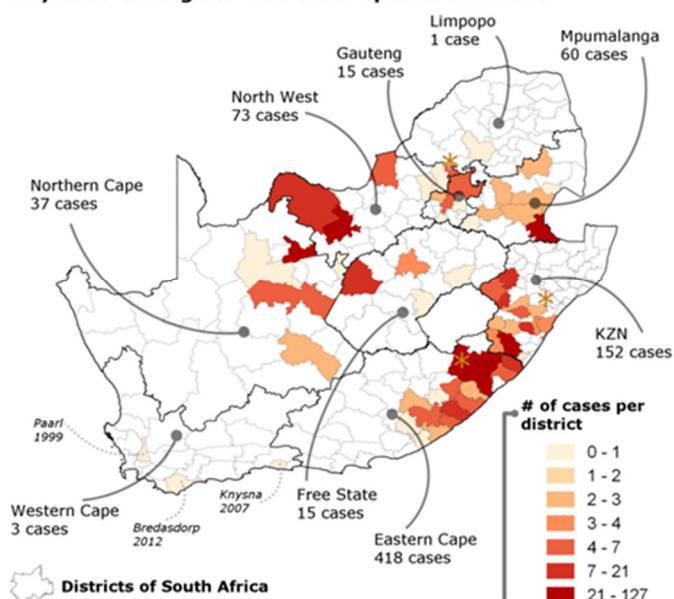 Limpopo
1 case
Mpumalanga
60 cases
Gauteng
15 cases
North West
73 cases
Northern Cape
37 cases
KZN
152 cases
# of cases per
district
Paarl
1999
0 - 1
1 - 2
2 - 3
3 - 4
4 - 7
7 - 21
21 - 127
Knysna
2007
Free State
15 cases
Western Cape
3 cases
Bredasdorp
2012
Eastern Cape
418 cases
Districts of South Africa